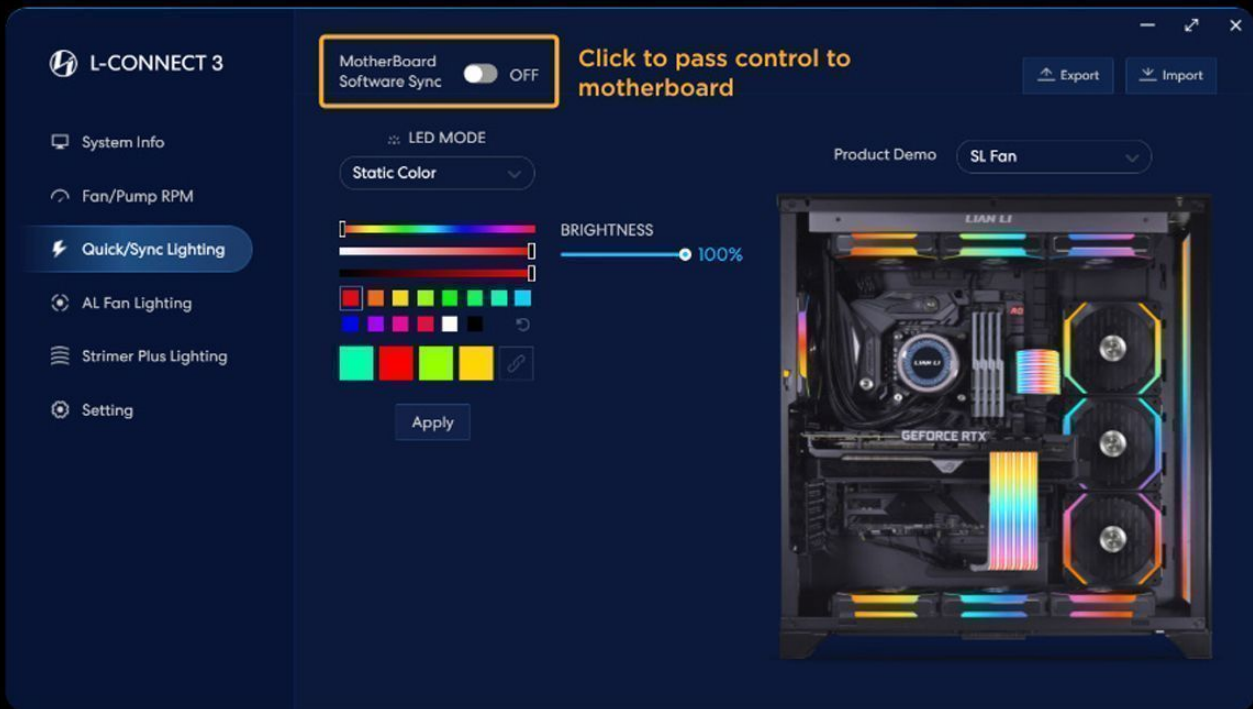 L-CONNECT 3
System Info
Fan/Pump RPM
Quick/Sync Lighting
AL Fan Lighting
Strimer Plus Lighting
Setting
MotherBoard
Software Sync
OFF
Click to pass control to
motherboard
Export
Import
LED MODE
Static Color
BRIGHTNESS
100%
Apply
Product Demo
SL Fan
LIAN LI
LIAN LI
GEFORCE RTX